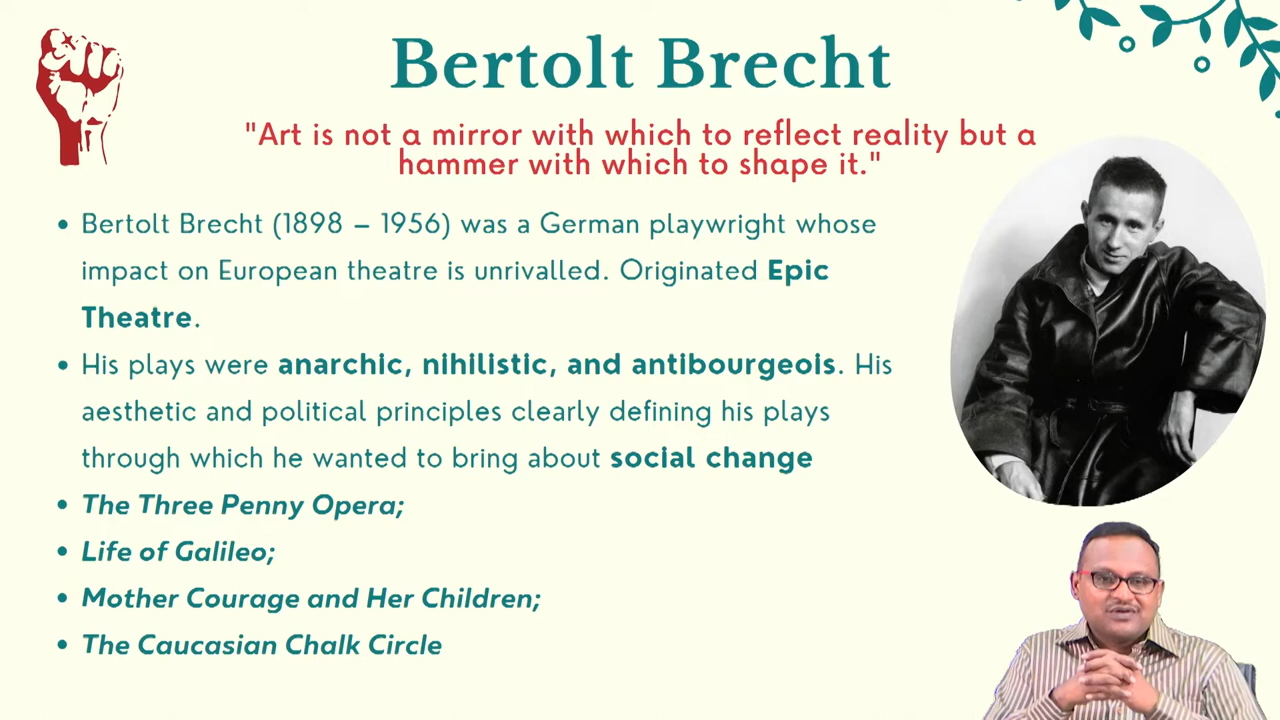 Bertolt Brecht
"Art is not a mirror with which to reflect reality but a
hammer with which to shape it."
• Bertolt Brecht (1898 – 1956) was a German playwright whose
impact on European theatre is unrivalled. Originated Epic
Theatre.
• His plays were anarchic, nihilistic, and antibourgeois. His
aesthetic and political principles clearly defining his plays
through which he wanted to bring about social change
• The Three Penny Opera;
• Life of Galileo;
• Mother Courage and Her Children;
• The Caucasian Chalk Circle